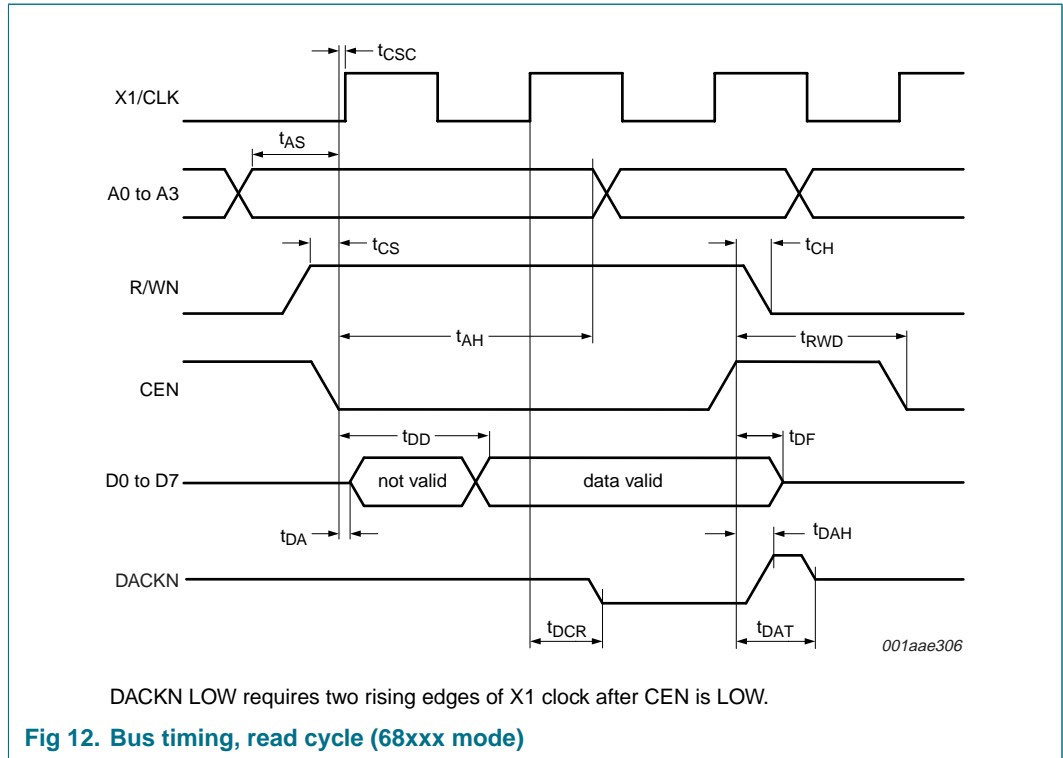 tCSC
X1/CLK
tAS
A0 to A3
tCS
tCH
R/WN
tAH
tRWD
CEN
tDD
tDF
D0 to D7
not valid
data valid
tDA
tDAH
DACKN
tDCR
tDAT
001aae306
DACKN LOW requires two rising edges of X1 clock after CEN is LOW.
Fig 12. Bus timing, read cycle (68xxx mode)